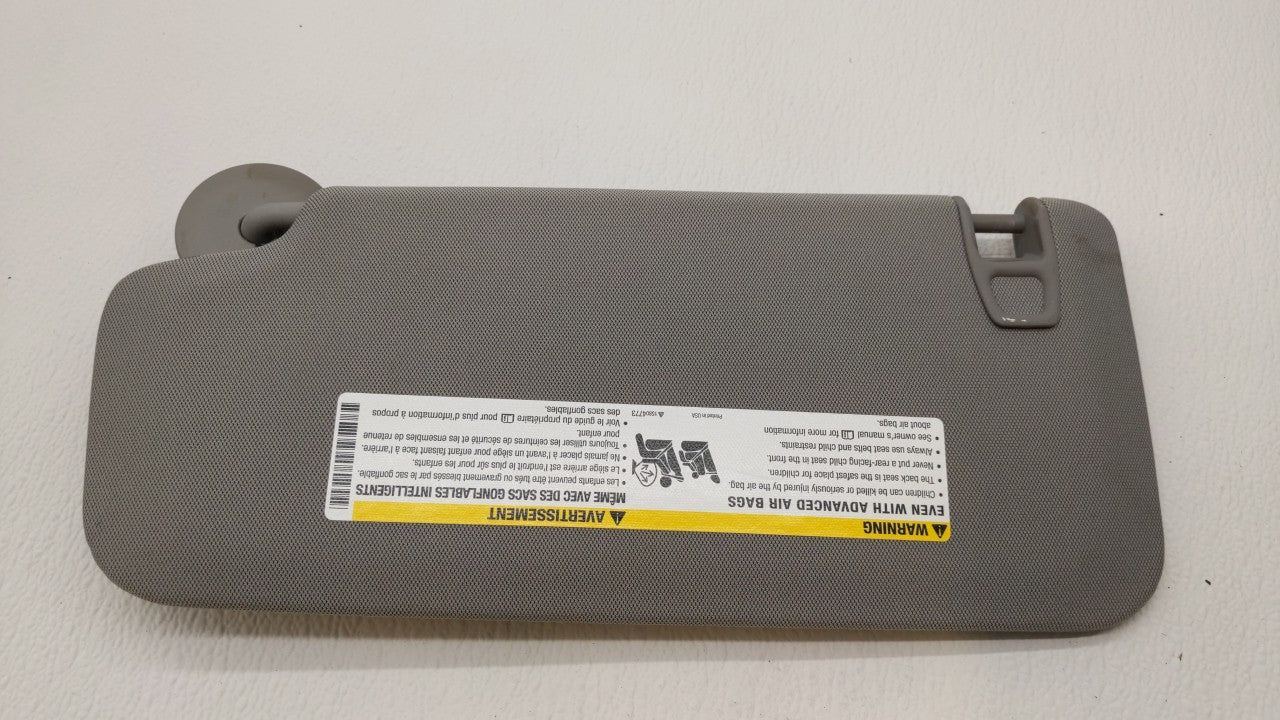 WARNING
EVEN WITH ADVANCED AIR BAGS
• Children can be killed or seriously injured by the air bag.
• The back seat is the safest place for children.
• Never put a rear-facing child seat in the front.
• Always use seat belts and child restraints.
• See owner's manual for more information
about air bags.
AVERTISSEMENT
MÊME AVEC DES SACS GONFLABLES INTELLIGENTS
• Les enfants peuvent être tués ou gravement blessés par le sac gonflable.
• Le siège arrière est l'endroit le plus sûr pour les enfants.
• Ne jamais placer à l'avant un siège pour enfant faisant face à l'arrière.
• Toujours utiliser les ceintures de sécurité et les ensembles de retenue
pour enfant.
• Voir le guide du propriétaire pour plus d'information à propos
des sacs gonflables.
Printed in USA
15904773